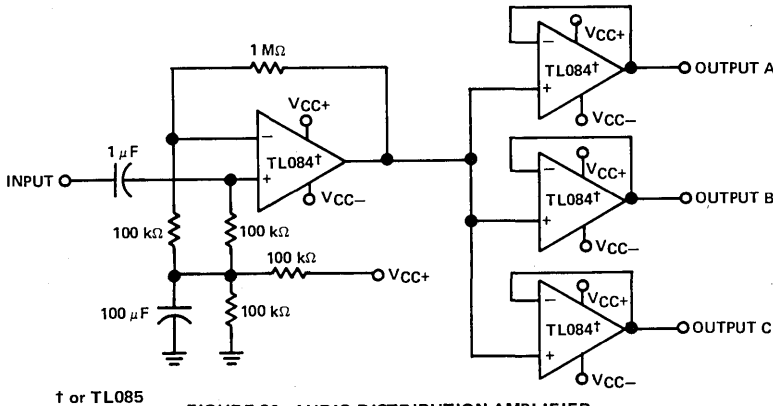 1 MΩ
VCC+
TL084†
VCC−
−
+
1 μF
INPUT
100 kΩ
100 kΩ
100 kΩ
VCC+
100 μF
100 kΩ
VCC+
−
TL084†
+
VCC−
OUTPUT A
VCC+
−
TL084†
+
VCC−
OUTPUT B
VCC+
−
TL084†
+
VCC−
OUTPUT C
† or TL085
AUDIO DISTRIBUTION AMPLIFIER